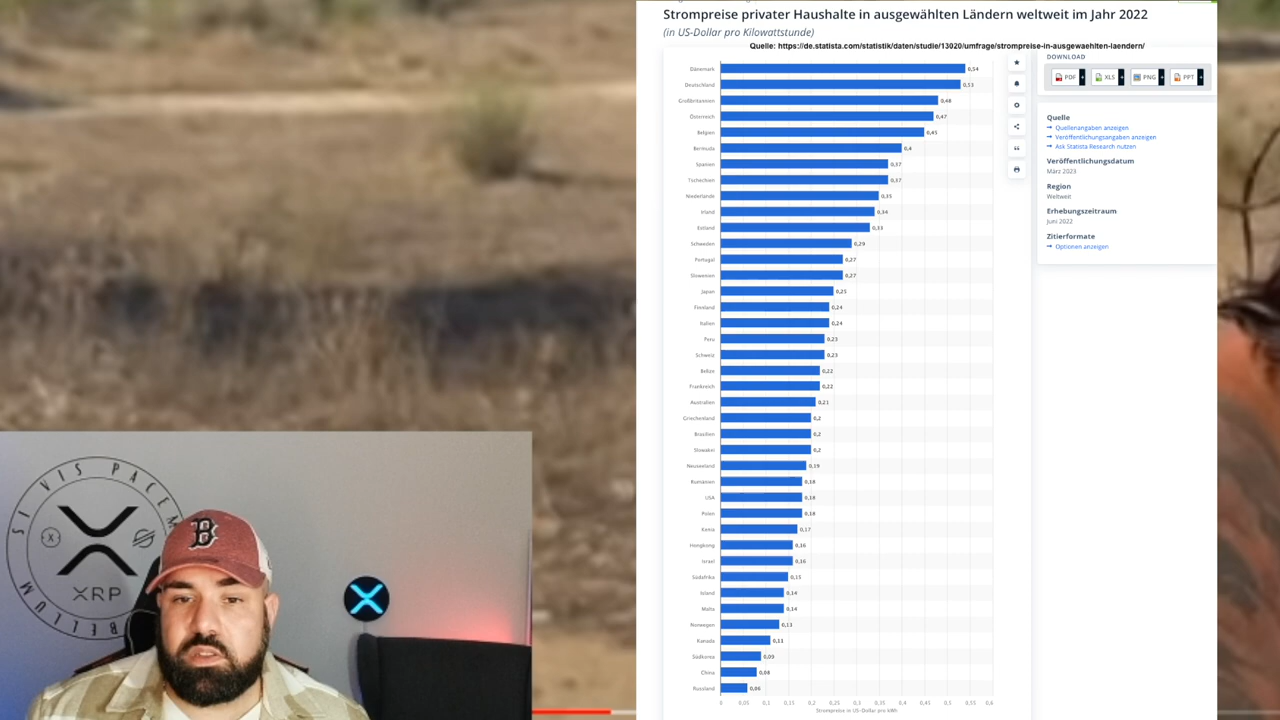 Strompreise privater Haushalte in ausgewählten Ländern weltweit im Jahr 2022
(in US-Dollar pro Kilowattstunde)
Quelle: https://de.statista.com/statistik/daten/studie/13020/umfrage/strompreise-in-ausgewaehlten-laendern/
Dänemark 0,54
Deutschland 0,53
Großbritannien 0,48
Österreich 0,47
Belgien 0,45
Bermuda 0,4
Spanien 0,37
Tschechien 0,37
Niederlande 0,35
Irland 0,34
Estland 0,33
Schweden 0,29
Portugal 0,27
Slowenien 0,27
Japan 0,25
Finnland 0,24
Italien 0,24
Peru 0,23
Schweiz 0,23
Belize 0,22
Frankreich 0,22
Australien 0,21
Griechenland 0,2
Brasilien 0,2
Slowakei 0,2
Neuseeland 0,19
Rumänien 0,18
USA 0,18
Polen 0,18
Kenia 0,17
Hongkong 0,16
Israel 0,16
Südafrika 0,15
Island 0,14
Malta 0,14
Norwegen 0,13
Kanada 0,11
Südkorea 0,09
China 0,08
Russland 0,06
0 0,05 0,1 0,15 0,2 0,25 0,3 0,35 0,4 0,45 0,5 0,55 0,6
Strompreise in US-Dollar pro kWh
DOWNLOAD
PDF + XLS + PNG + PPT +
Quelle
→ Quellenangaben anzeigen
→ Veröffentlichungsangaben anzeigen
→ Ask Statista Research nutzen
Veröffentlichungsdatum
März 2023
Region
Weltweit
Erhebungszeitraum
Juni 2022
Zitierformate
→ Optionen anzeigen
SI VIS PACEM
BELLUM
XRP
B